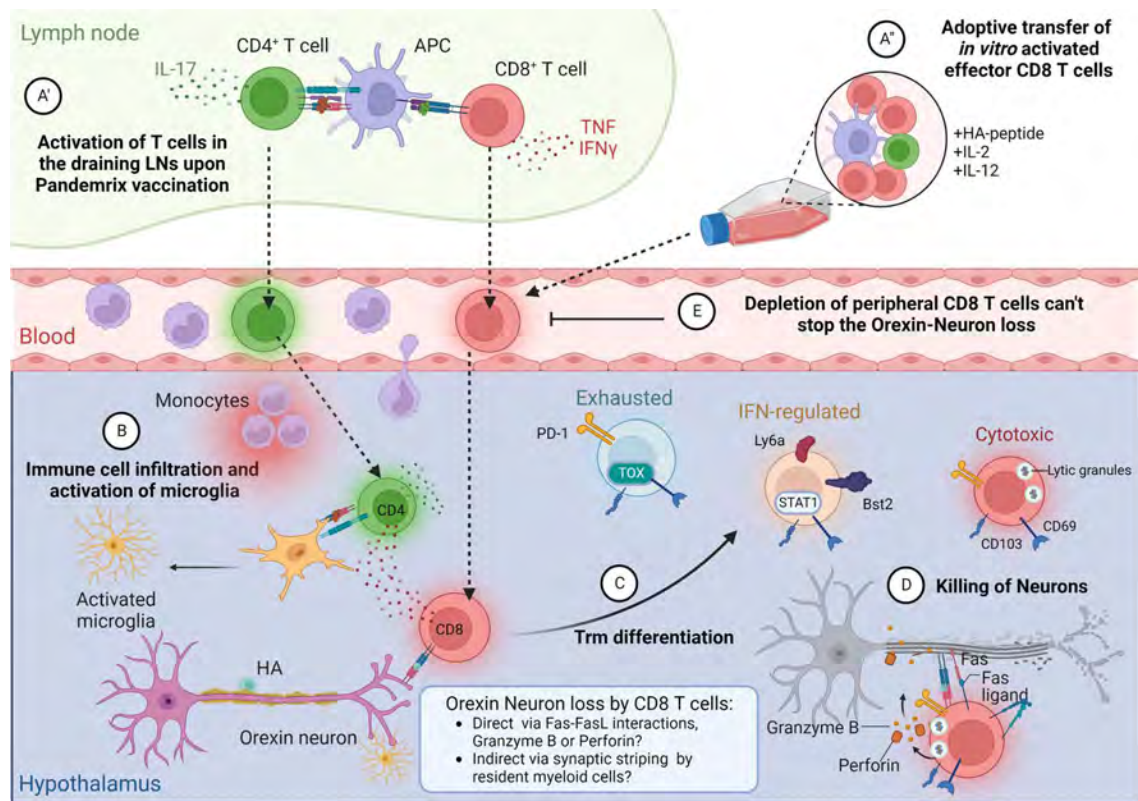 Lymph node
CD4⁺ T cell
APC
IL-17
CD8⁺ T cell
A'
Activation of T cells in
the draining LNs upon
Pandemrix vaccination
TNF
IFNγ
A"
Adoptive transfer of
in vitro activated
effector CD8 T cells
+HA-peptide
+IL-2
+IL-12
Blood
E
Depletion of peripheral CD8 T cells can't
stop the Orexin-Neuron loss
Monocytes
B
Immune cell infiltration and
activation of microglia
CD4
Activated
microglia
CD8
HA
Orexin neuron
Hypothalamus
Exhausted
PD-1
TOX
IFN-regulated
Ly6a
STAT1
Bst2
Cytotoxic
Lytic granules
$
$
CD69
CD103
C
Trm differentiation
D
Killing of Neurons
Fas
Fas
ligand
Granzyme B
Perforin
$
$
Orexin Neuron loss by CD8 T cells:
• Direct via Fas-FasL interactions,
Granzyme B or Perforin?
• Indirect via synaptic striping by
resident myeloid cells?